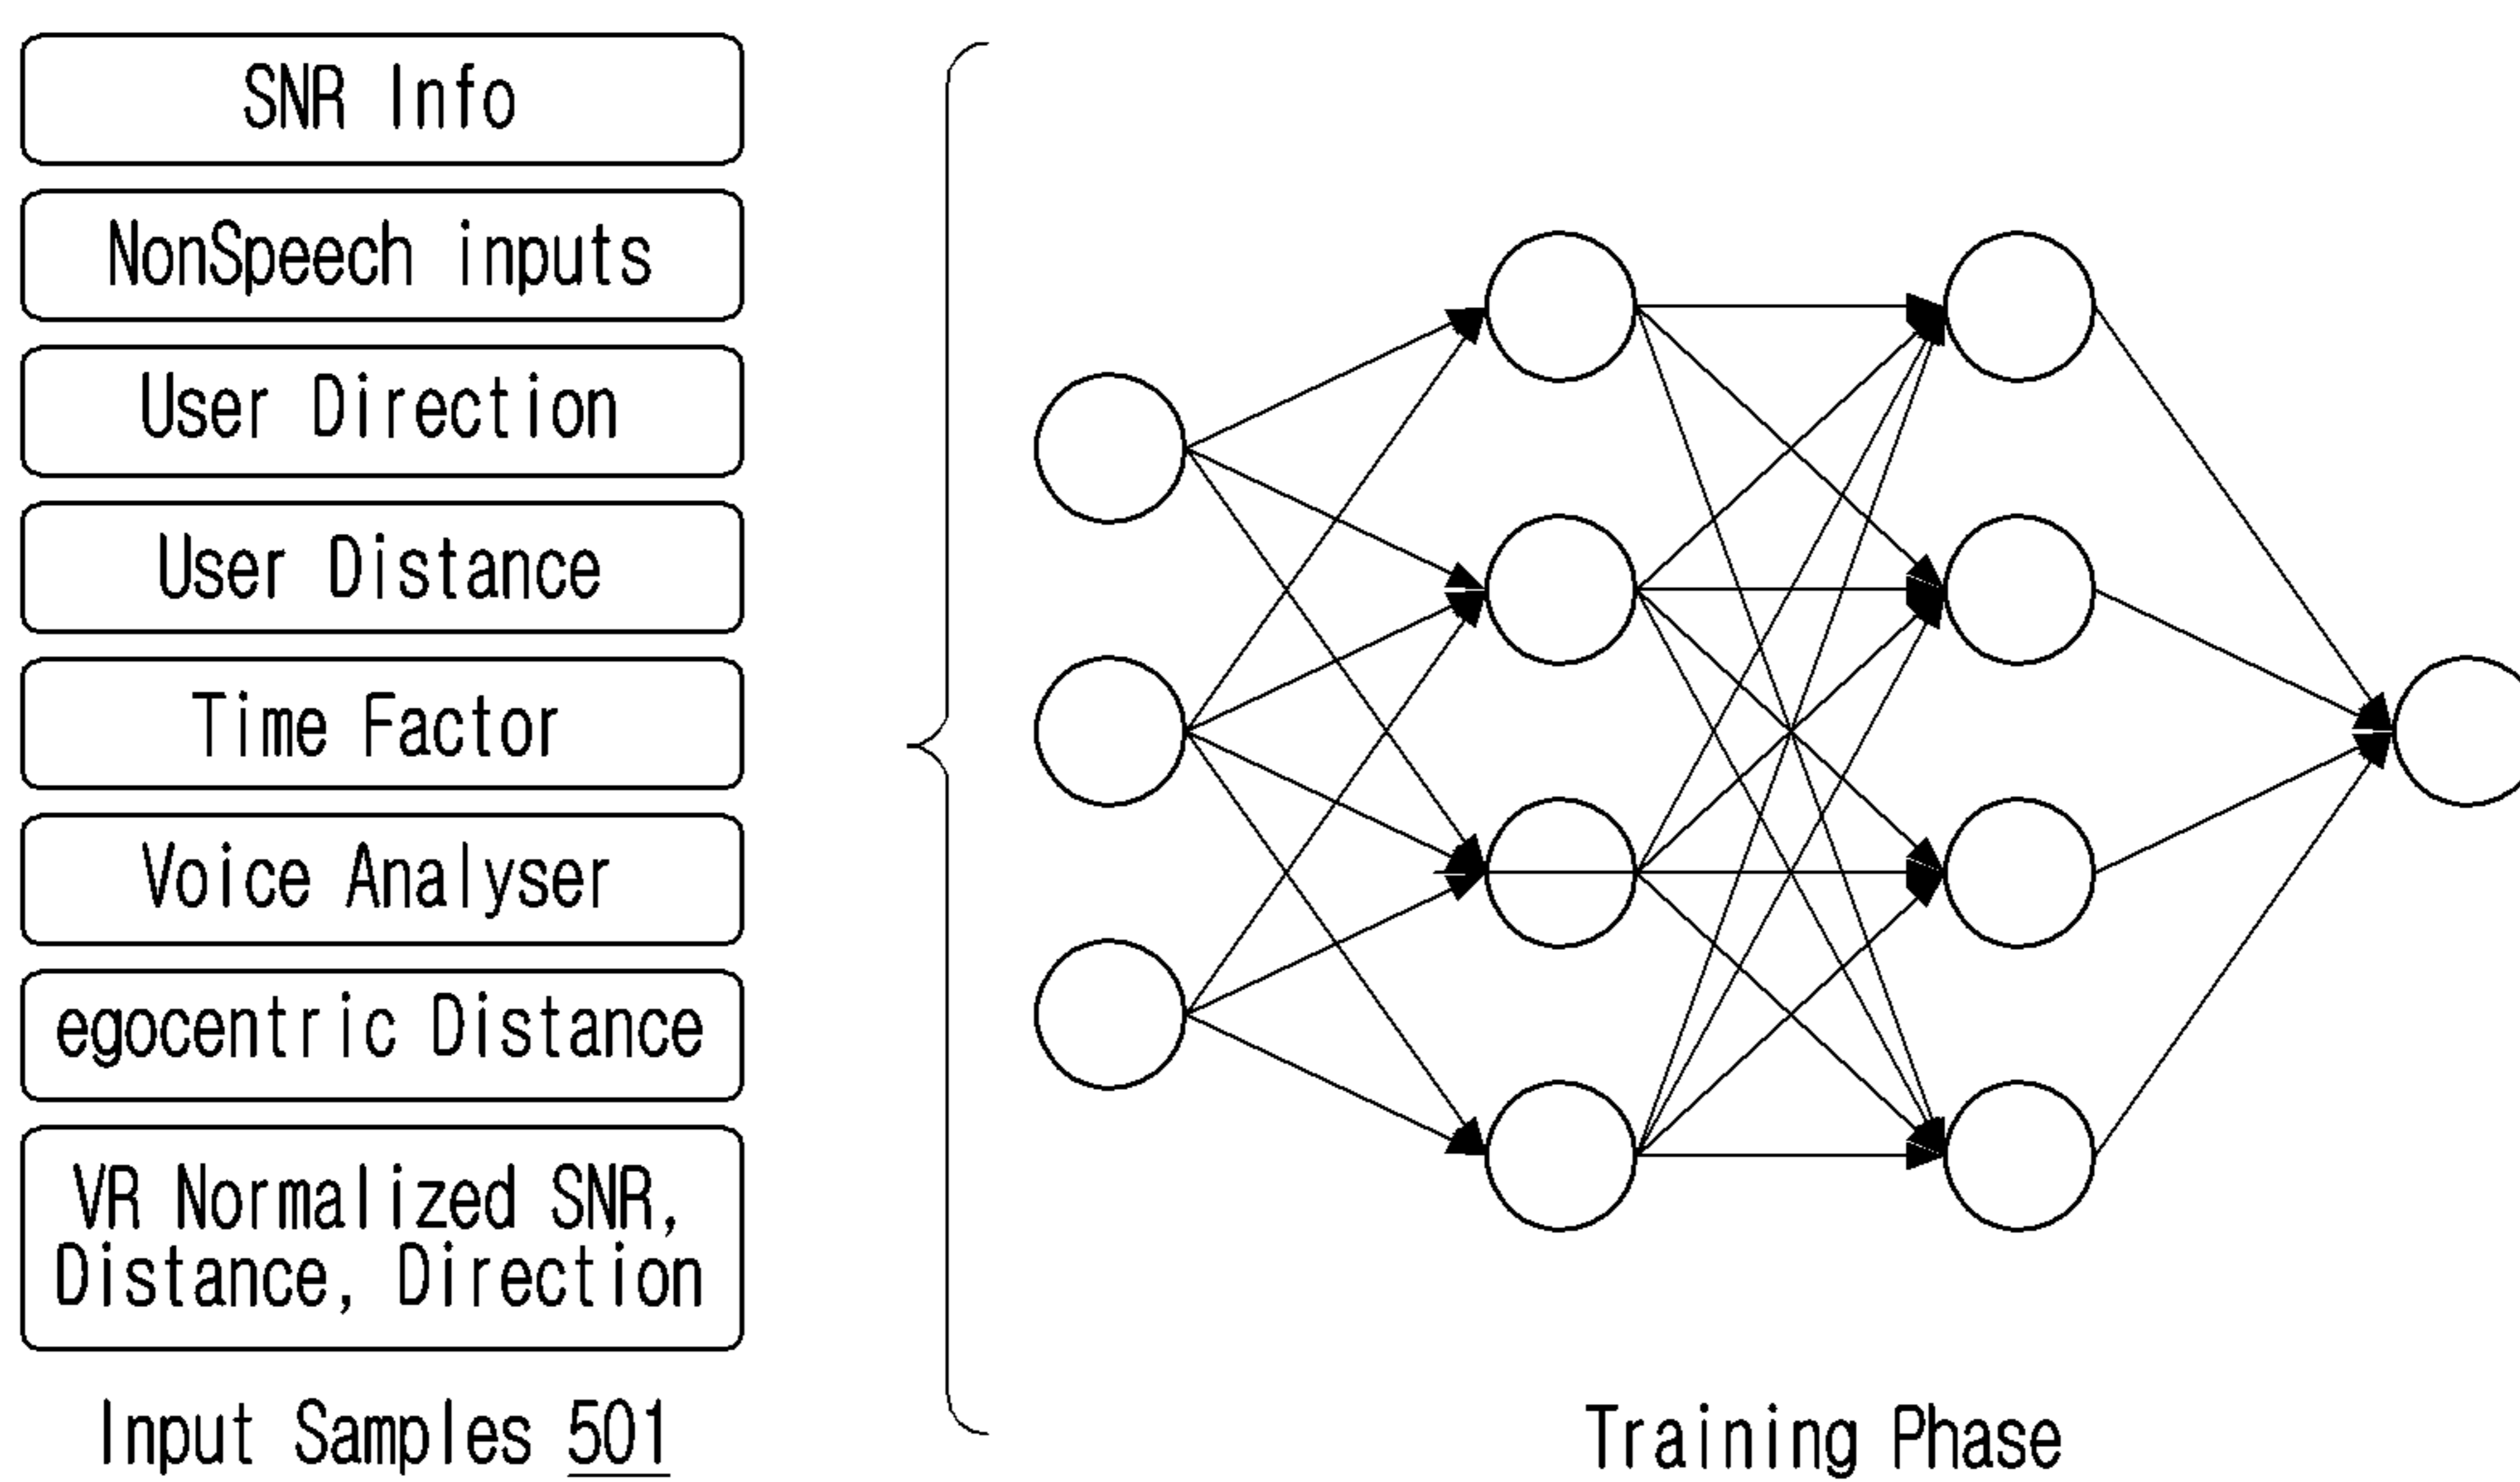 SNR Info
NonSpeech inputs
User Direction
User Distance
Time Factor
Voice Analyser
egocentric Distance
VR Normalized SNR,
Distance, Direction
Input Samples 501
Training Phase